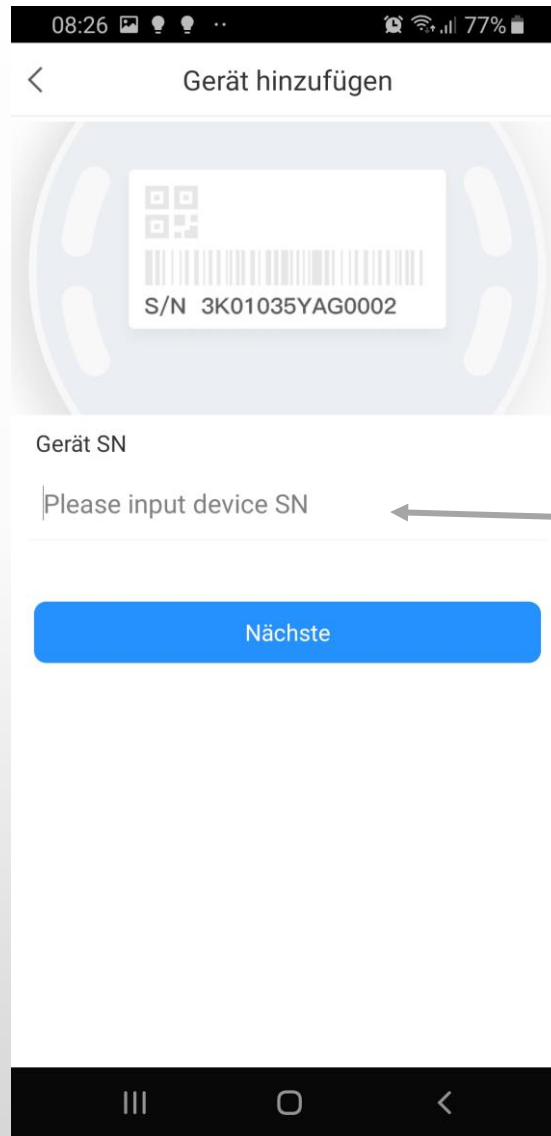 08:26
77%
Gerät hinzufügen
S/N 3K01035YAG0002
Gerät SN
Please input device SN
Nächste